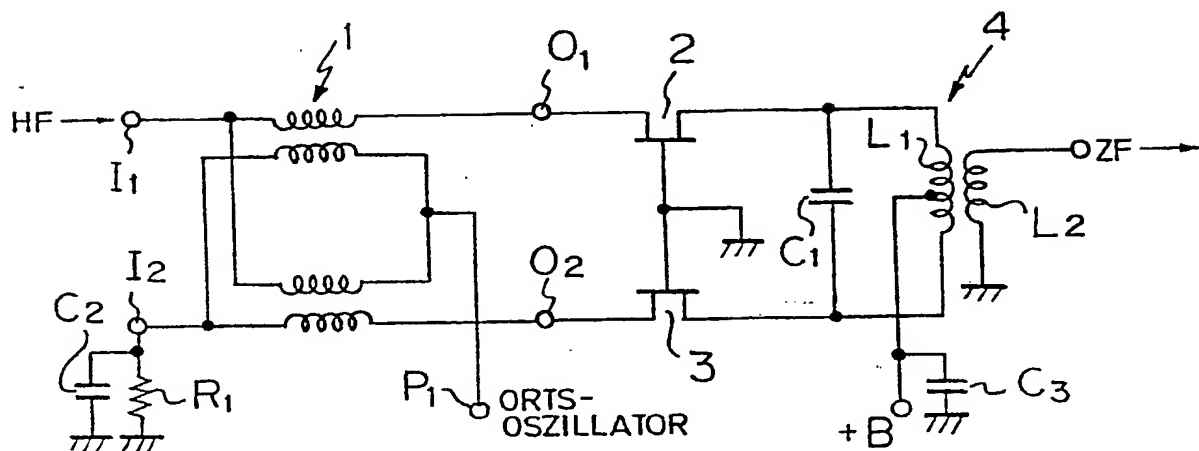 1
O1
2
4
HF
I1
L1
ZF
C1
L2
I2
O2
C2
R1
P1
ORTS-
OSZILLATOR
3
+B
C3